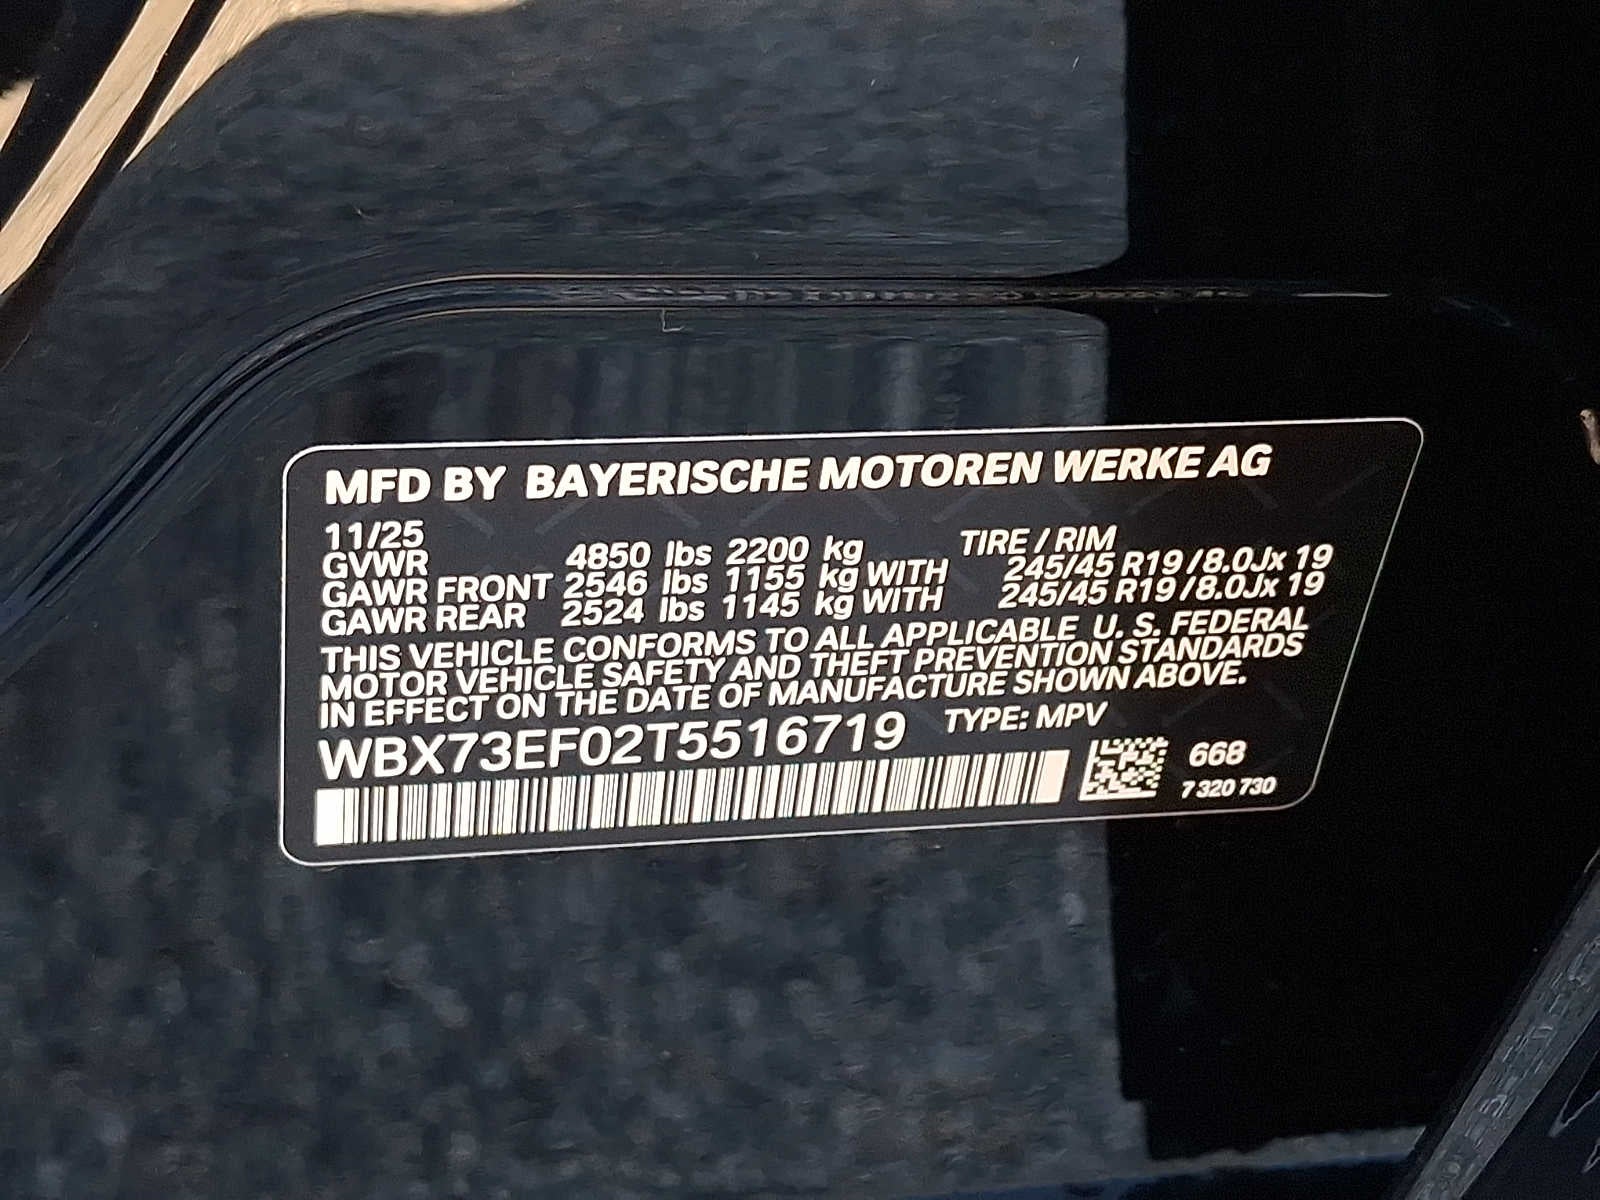 MFD BY BAYERISCHE MOTOREN WERKE AG
11/25
GVWR 4850 lbs 2200 kg TIRE / RIM
GAWR FRONT 2546 lbs 1155 kg WITH 245/45 R19 / 8.0Jx 19
GAWR REAR 2524 lbs 1145 kg WITH 245/45 R19 / 8.0Jx 19
THIS VEHICLE CONFORMS TO ALL APPLICABLE U. S. FEDERAL
MOTOR VEHICLE SAFETY AND THEFT PREVENTION STANDARDS
IN EFFECT ON THE DATE OF MANUFACTURE SHOWN ABOVE.
WBX73EF02T5516719 TYPE: MPV
668
7 320 730